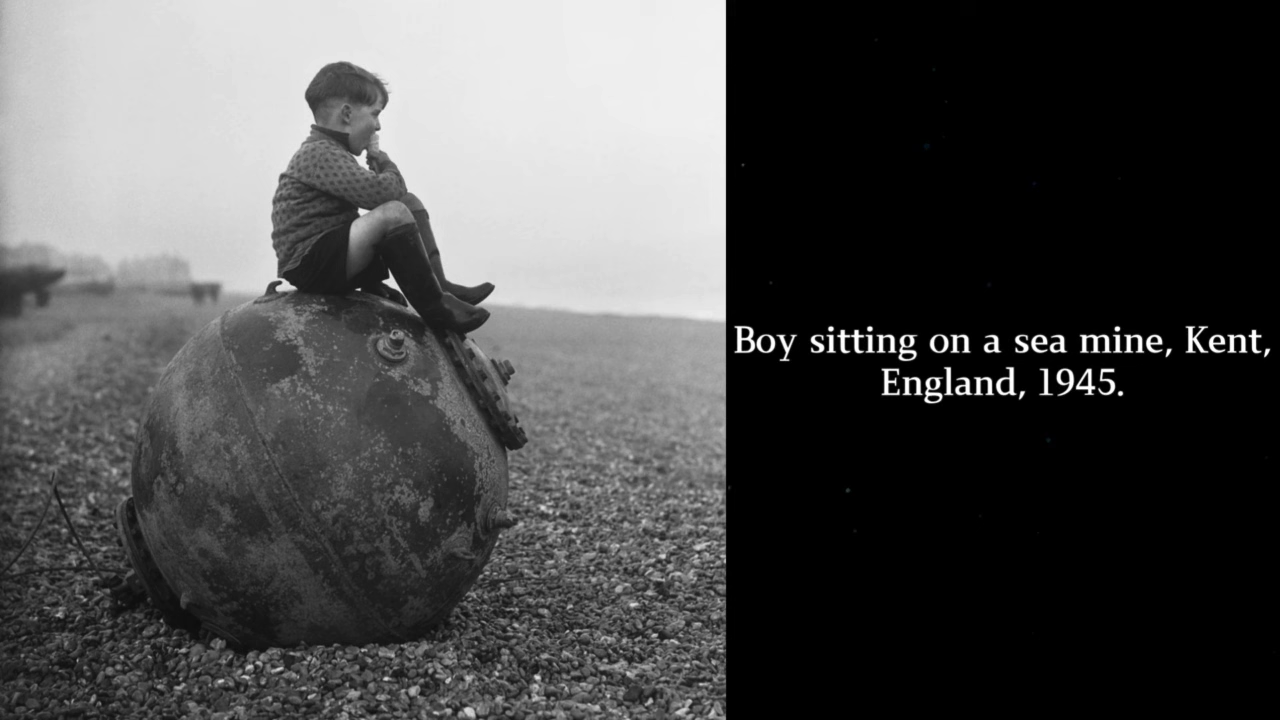 Boy sitting on a sea mine, Kent,
England, 1945.